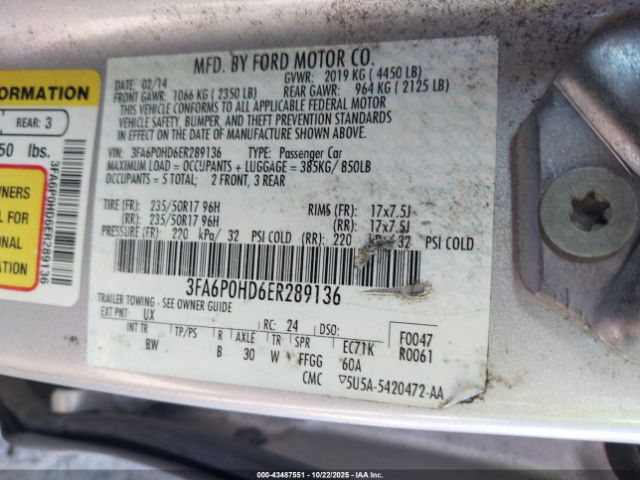 MFD. BY FORD MOTOR CO.
DATE: 02/14 GVWR: 2019 KG ( 4450 LB)
FRONT GAWR: 1066 KG ( 2350 LB) REAR GAWR: 964 KG ( 2125 LB)
THIS VEHICLE CONFORMS TO ALL APPLICABLE FEDERAL MOTOR
VEHICLE SAFETY, BUMPER, AND THEFT PREVENTION STANDARDS
IN EFFECT ON THE DATE OF MANUFACTURE SHOWN ABOVE.
VIN: 3FA6P0HD6ER289136 TYPE: Passenger Car
MAXIMUM LOAD = OCCUPANTS + LUGGAGE = 385KG/ 850LB
OCCUPANTS = 5 TOTAL; 2 FRONT, 3 REAR
TIRE (FR): 235/50R17 96H RIMS (FR): 17x7.5J
(RR): 235/50R17 96H (RR): 17x7.5J
PRESSURE (FR): 220 kPa/ 32 PSI COLD (RR): 220 32 PSI COLD
3FA6P0HD6ER289136
TRAILER TOWING - SEE OWNER GUIDE
EXT PNT: UX RC: 24 DSO: F0047
INT TR TP/PS R AXLE TR SPR EC71K R0061
BW B 30 W FFGG 60A
CMC ▽5U5A-5420472-AA
FORMATION
REAR: 3
50 lbs.
3FA6P0HD6ER289136
WNERS
L FOR
ONAL
ATION
000-43487551 | 10/22/2025 | IAAI.COM